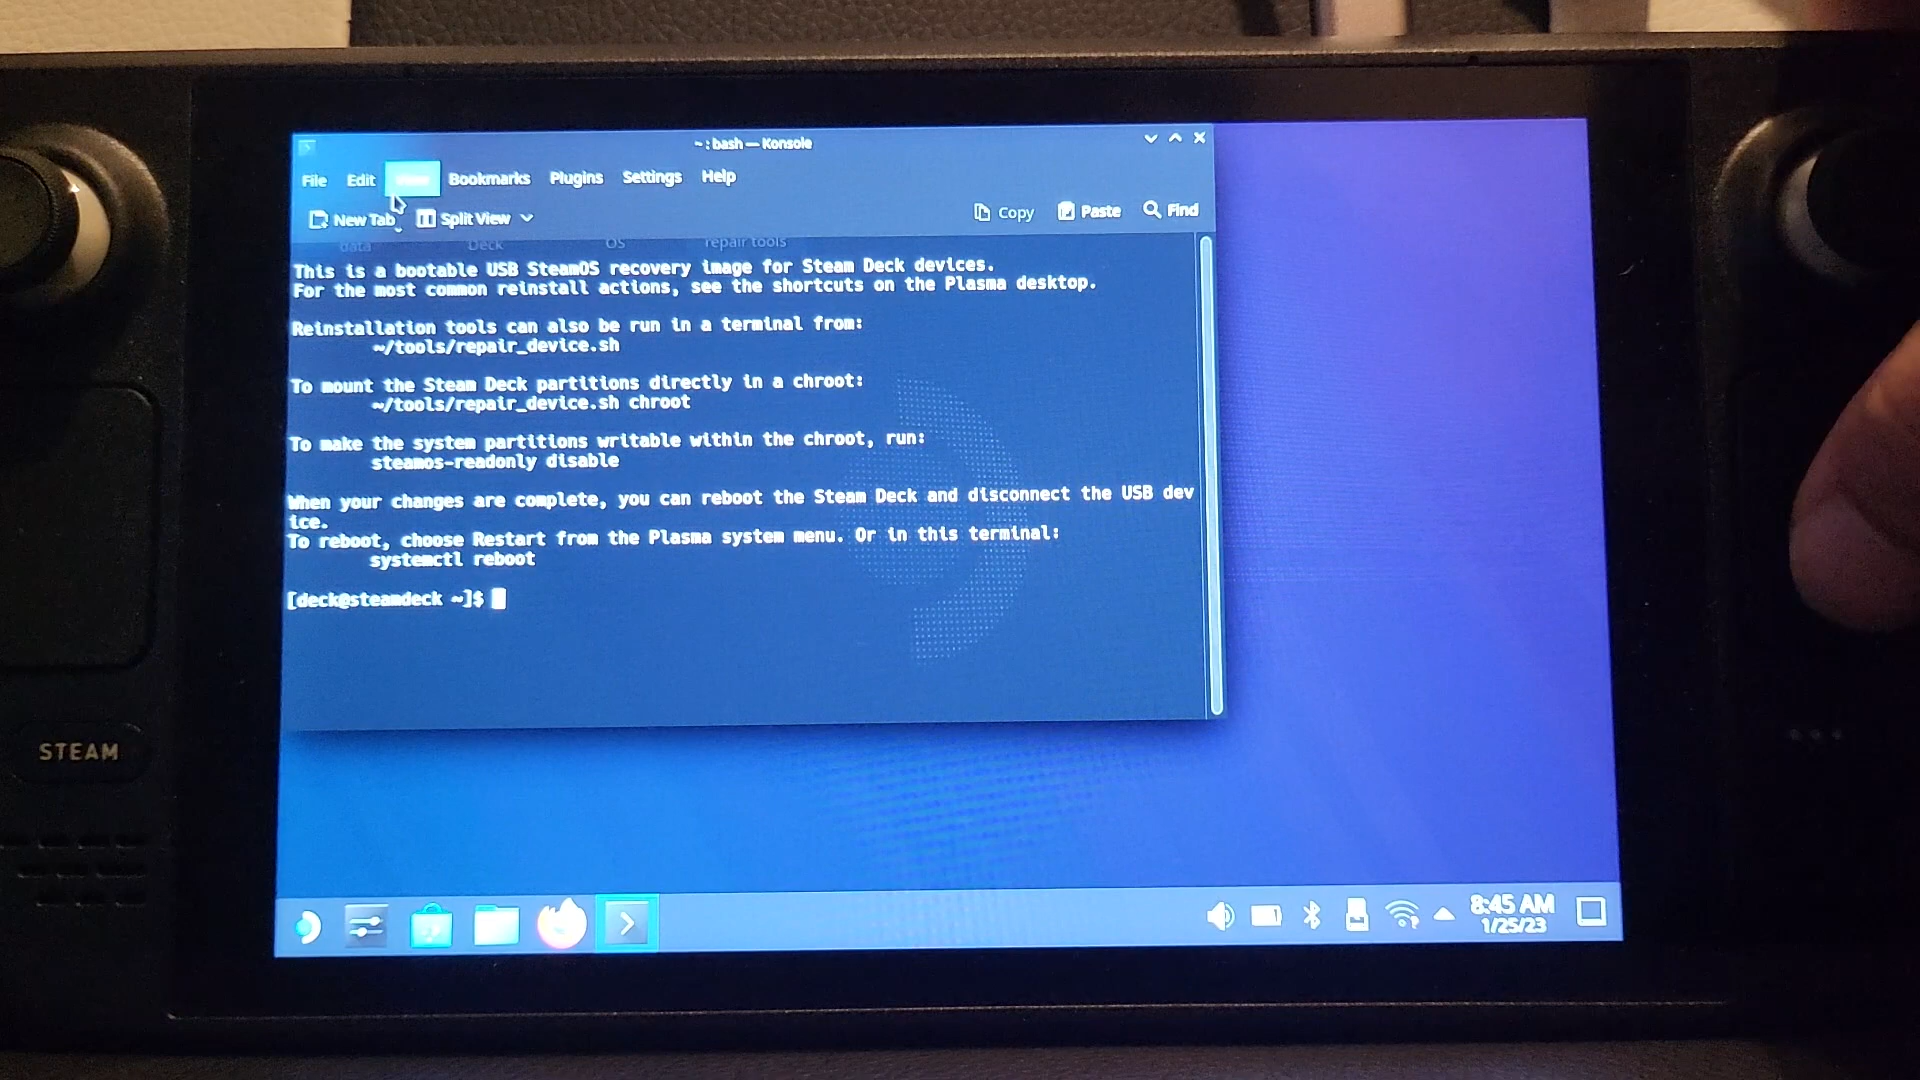 ~ : bash — Konsole
File Edit Bookmarks Plugins Settings Help
New Tab Split View Copy Paste Find
data Deck OS repair tools
This is a bootable USB SteamOS recovery image for Steam Deck devices.
For the most common reinstall actions, see the shortcuts on the Plasma desktop.
Reinstallation tools can also be run in a terminal from:
~/tools/repair_device.sh
To mount the Steam Deck partitions directly in a chroot:
~/tools/repair_device.sh chroot
To make the system partitions writable within the chroot, run:
steamos-readonly disable
When your changes are complete, you can reboot the Steam Deck and disconnect the USB dev
ice.
To reboot, choose Restart from the Plasma system menu. Or in this terminal:
systemctl reboot
[deck@steamdeck ~]$
STEAM
8:45 AM
1/25/23